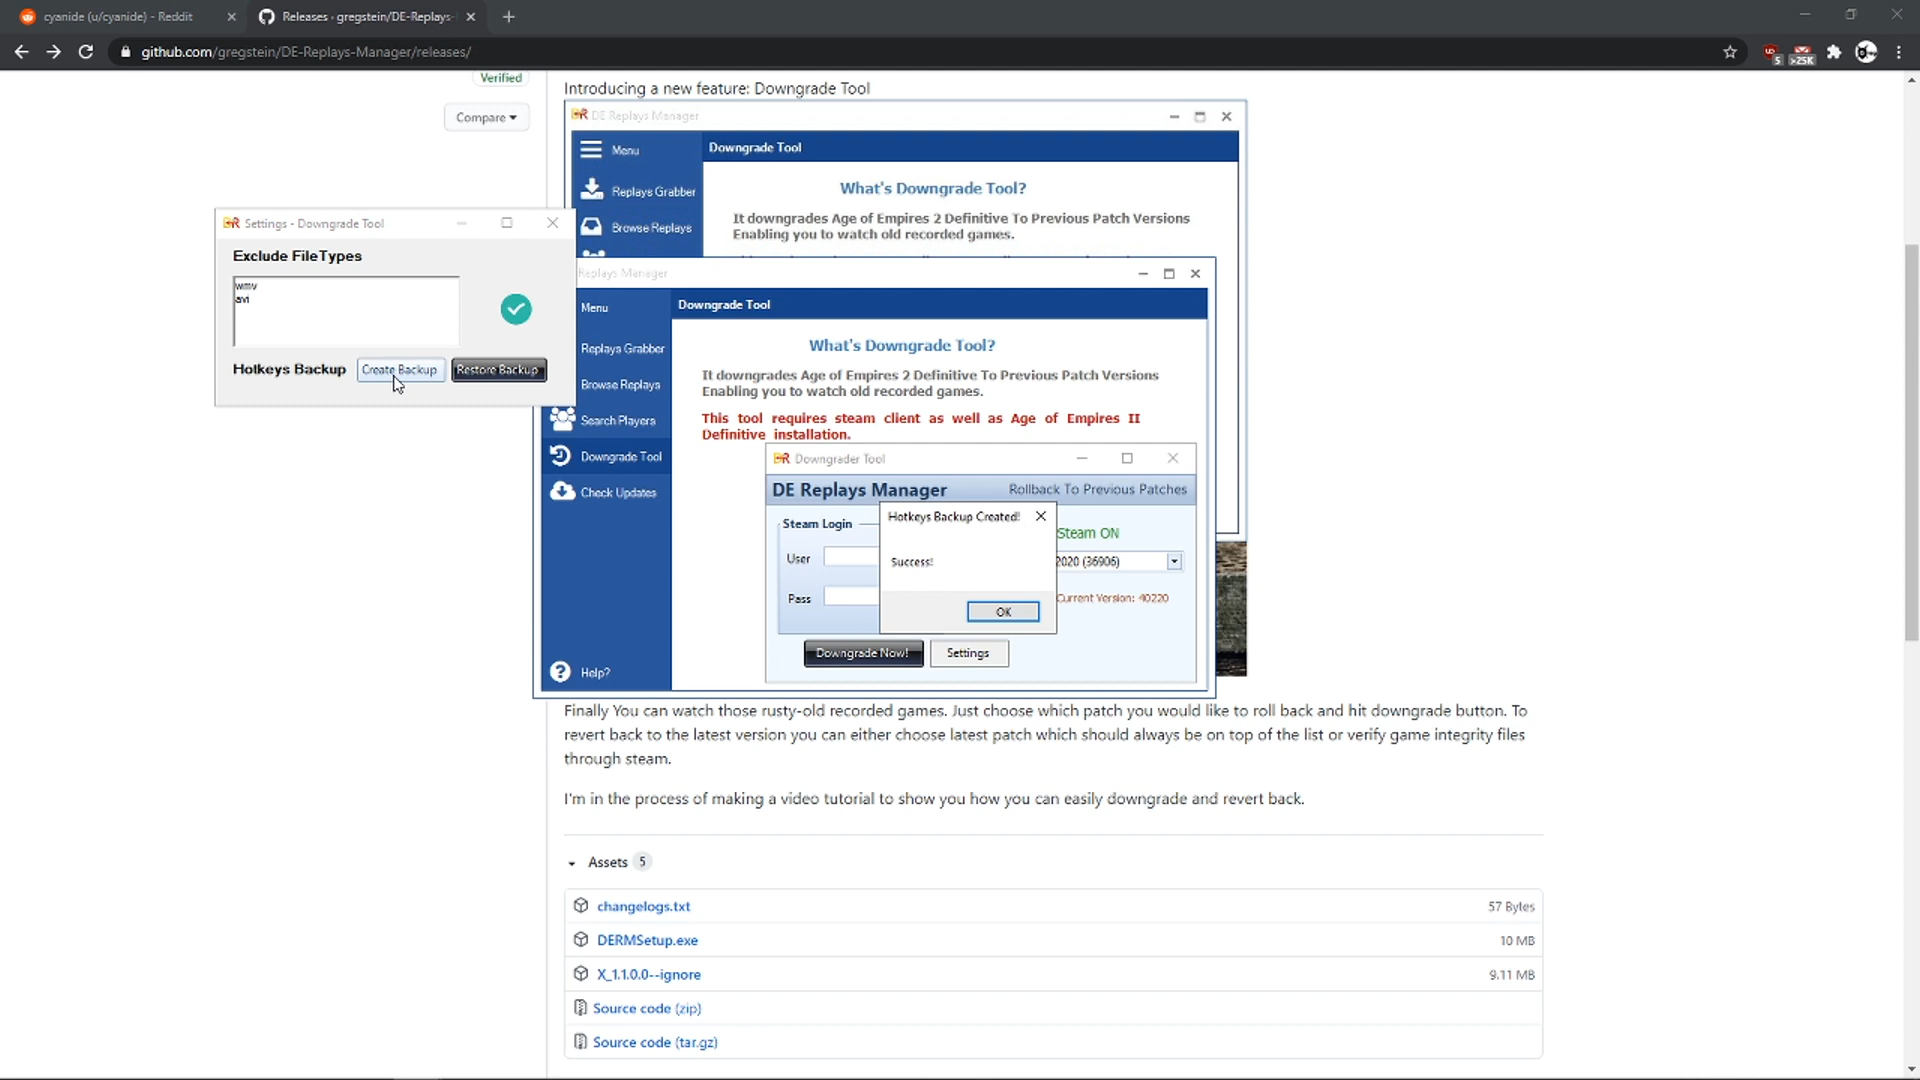 cyanide (u/cyanide) - Reddit
Releases · gregstein/DE-Replays-
github.com/gregstein/DE-Replays-Manager/releases/
5
>25K
Verified
Compare
Introducing a new feature: Downgrade Tool
DE Replays Manager
Menu
Downgrade Tool
What's Downgrade Tool?
Replays Grabber
It downgrades Age of Empires 2 Definitive To Previous Patch Versions
Browse Replays
Enabling you to watch old recorded games.
Settings - Downgrade Tool
Exclude FileTypes
wmv
avi
Hotkeys Backup
Create Backup
Restore Backup
Replays Manager
Menu
Downgrade Tool
What's Downgrade Tool?
Replays Grabber
It downgrades Age of Empires 2 Definitive To Previous Patch Versions
Browse Replays
Enabling you to watch old recorded games.
Search Players
This tool requires steam client as well as Age of Empires II
Definitive installation.
Downgrade Tool
Check Updates
Help?
Downgrader Tool
DE Replays Manager
Rollback To Previous Patches
Steam Login
User
Pass
Hotkeys Backup Created!
Success!
OK
Steam ON
2020 (36906)
Current Version: 40220
Downgrade Now!
Settings
Finally You can watch those rusty-old recorded games. Just choose which patch you would like to roll back and hit downgrade button. To
revert back to the latest version you can either choose latest patch which should always be on top of the list or verify game integrity files
through steam.
I'm in the process of making a video tutorial to show you how you can easily downgrade and revert back.
Assets 5
changelogs.txt
57 Bytes
DERMSetup.exe
10 MB
X_1.1.0.0--ignore
9.11 MB
Source code (zip)
Source code (tar.gz)